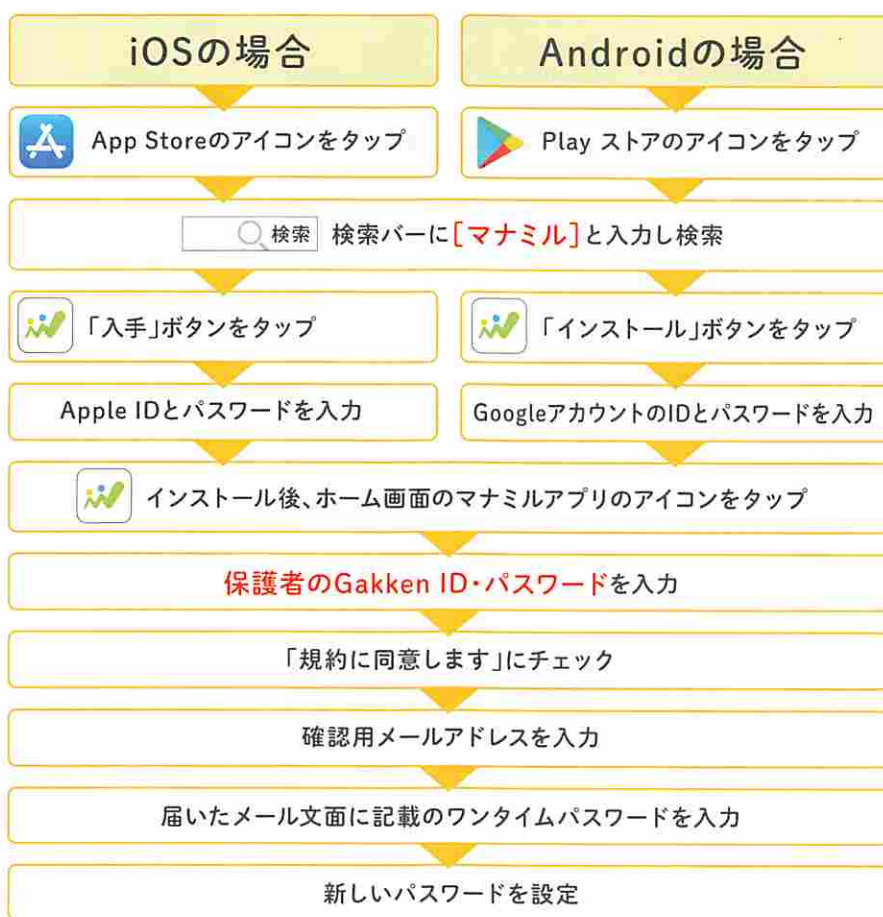 iOSの場合
Androidの場合
App Storeのアイコンをタップ
Play ストアのアイコンをタップ
検索 検索バーに[マナミル]と入力し検索
「入手」ボタンをタップ
「インストール」ボタンをタップ
Apple IDとパスワードを入力
GoogleアカウントのIDとパスワードを入力
インストール後、ホーム画面のマナミルアプリのアイコンをタップ
保護者のGakken ID・パスワードを入力
「規約に同意します」にチェック
確認用メールアドレスを入力
届いたメール文面に記載のワンタイムパスワードを入力
新しいパスワードを設定